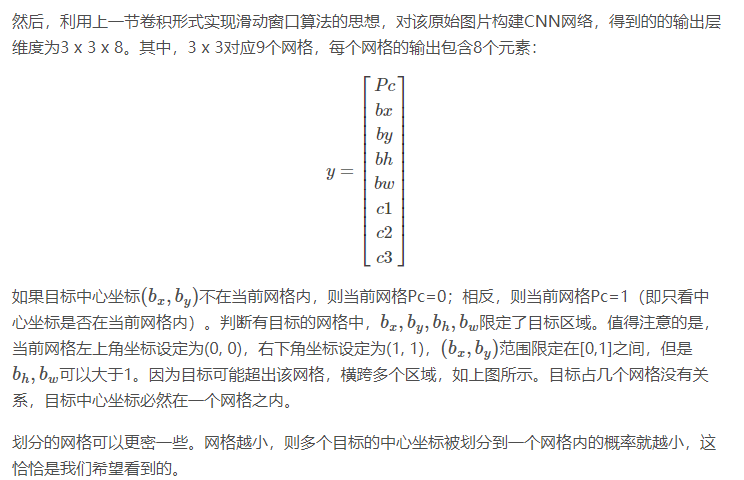 然后，利用上一节卷积形式实现滑动窗口算法的思想，对该原始图片构建CNN网络，得到的的输出层
维度为3 x 3 x 8。其中，3 x 3对应9个网格，每个网格的输出包含8个元素：
Pc
bx
by
bh
y = bw
c1
c2
c3
如果目标中心坐标(bx, by)不在当前网格内，则当前网格Pc=0；相反，则当前网格Pc=1（即只看中
心坐标是否在当前网格内）。判断有目标的网格中，bx, by, bh, bw限定了目标区域。值得注意的是，
当前网格左上角坐标设定为(0, 0)，右下角坐标设定为(1, 1)，(bx, by)范围限定在[0,1]之间，但是
bh, bw可以大于1。因为目标可能超出该网格，横跨多个区域，如上图所示。目标占几个网格没有关
系，目标中心坐标必然在一个网格之内。
划分的网格可以更密一些。网格越小，则多个目标的中心坐标被划分到一个网格内的概率就越小，这
恰恰是我们希望看到的。